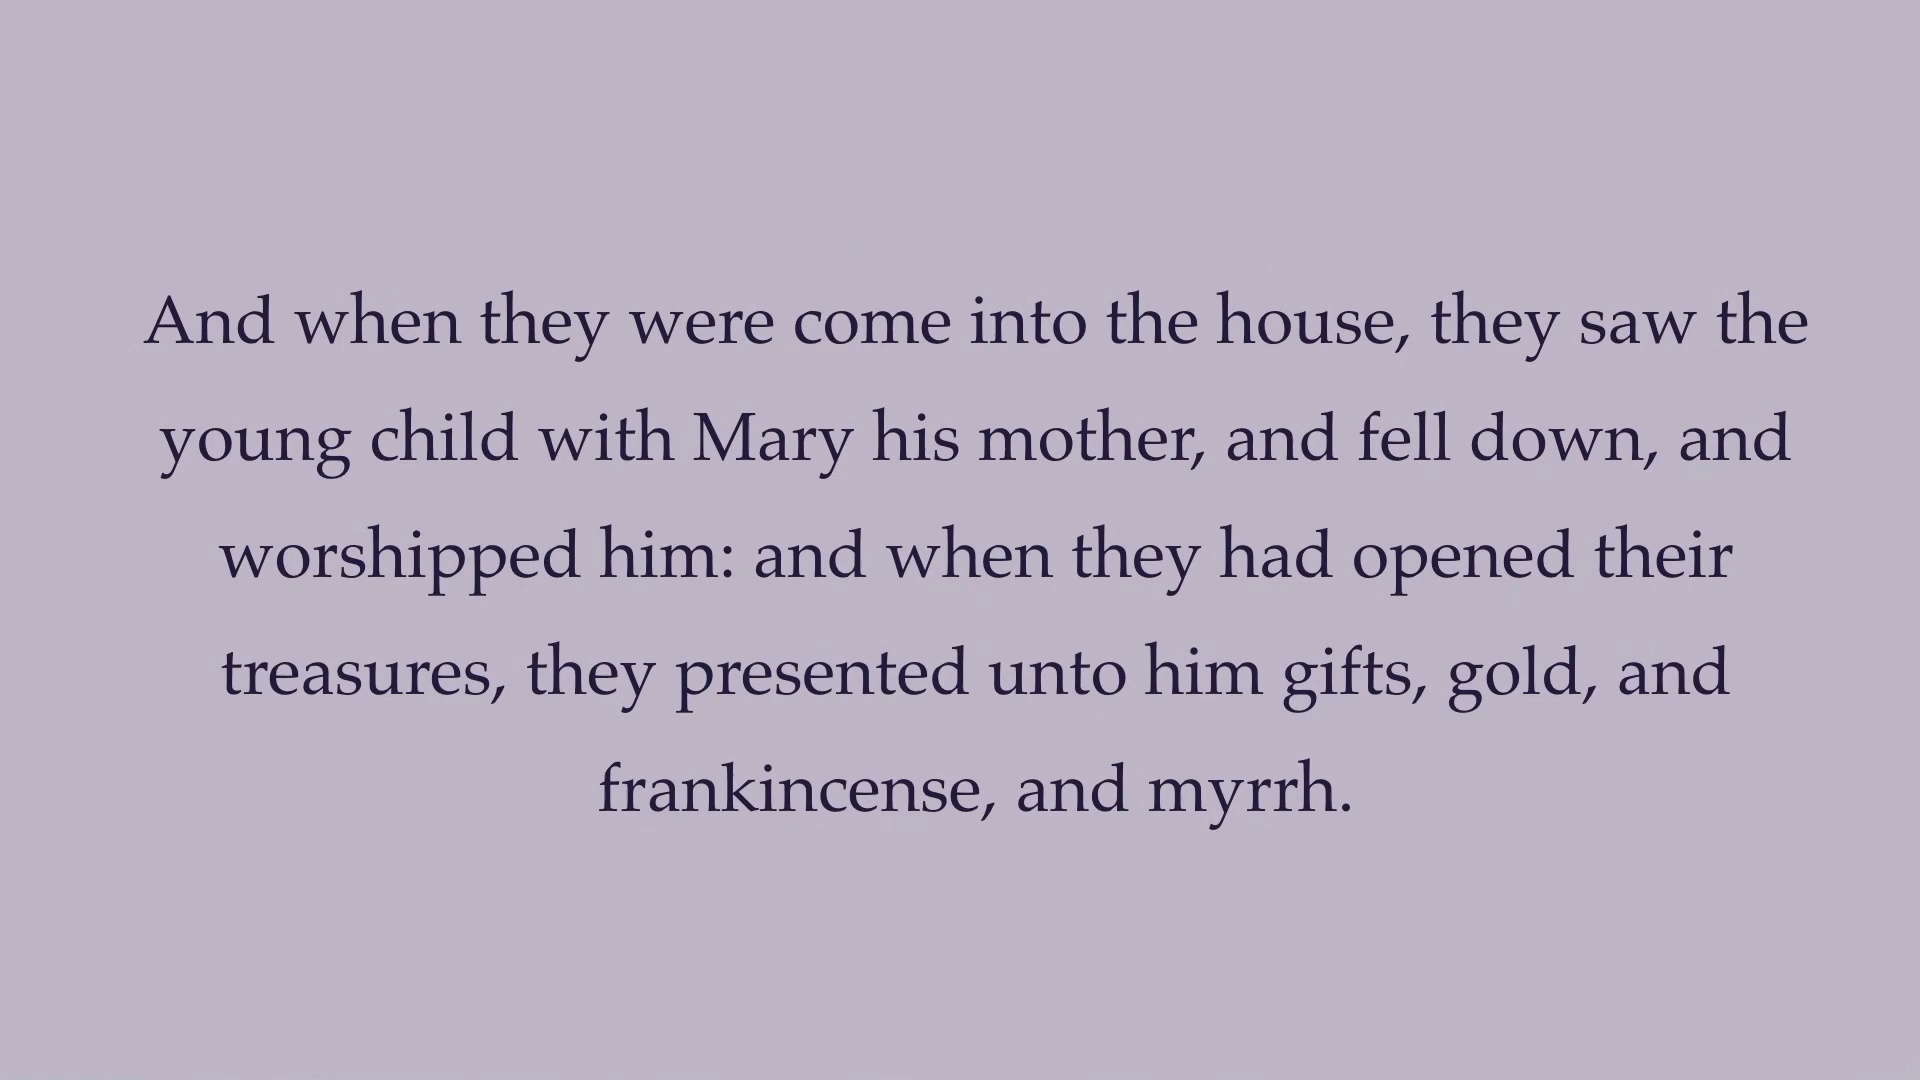 And when they were come into the house, they saw the
young child with Mary his mother, and fell down, and
worshipped him: and when they had opened their
treasures, they presented unto him gifts, gold, and
frankincense, and myrrh.